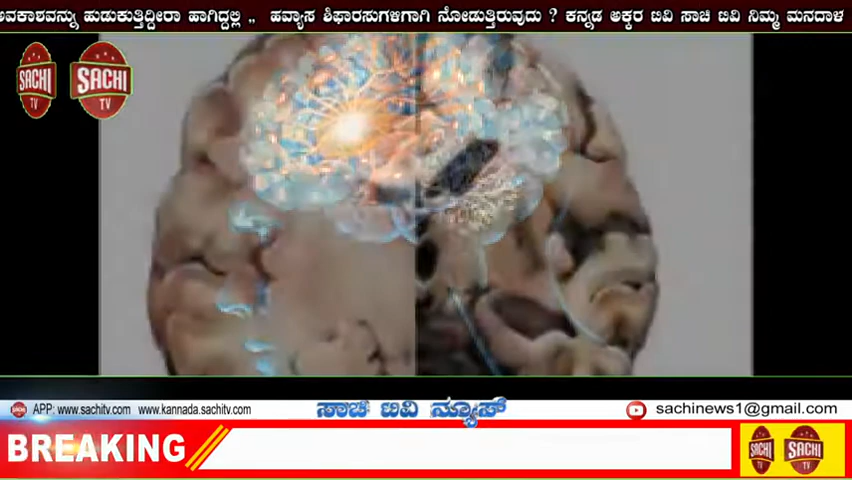 ಅವಕಾಶವನ್ನು ಹುಡುಕುತ್ತಿದ್ದೀರಾ ಹಾಗಿದ್ದಲ್ಲಿ ,, ಹವ್ಯಾಸ ಶಿಫಾರಸುಗಳಿಗಾಗಿ ನೋಡುತ್ತಿರುವುದು ? ಕನ್ನಡ ಅಕ್ಕರ ಟಿವಿ ಸಾಚಿ ಟಿವಿ ನಿಮ್ಮ ಮನದಾಳ
SACHI TV SACHI TV
APP: www.sachitv.com www.kannada.sachitv.com ಸಾಚಿ ಟಿವಿ ನ್ಯೂಸ್ sachinews1@gmail.com
BREAKING SACHI TV SACHI TV